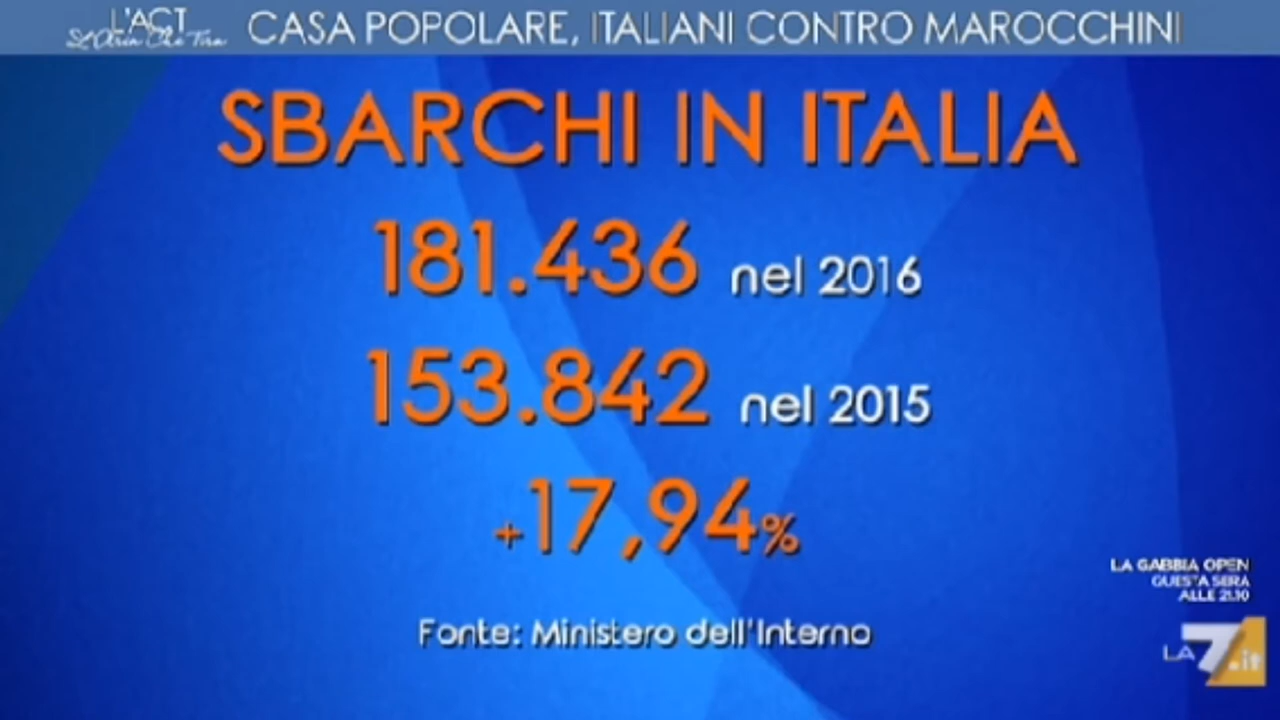 L'ACT
L'Aria Che Tira
CASA POPOLARE, ITALIANI CONTRO MAROCCHINI
SBARCHI IN ITALIA
181.436 nel 2016
153.842 nel 2015
+17,94%
Fonte: Ministero dell'Interno
LA GABBIA OPEN
QUESTA SERA
ALLE 21.10
LA7.it